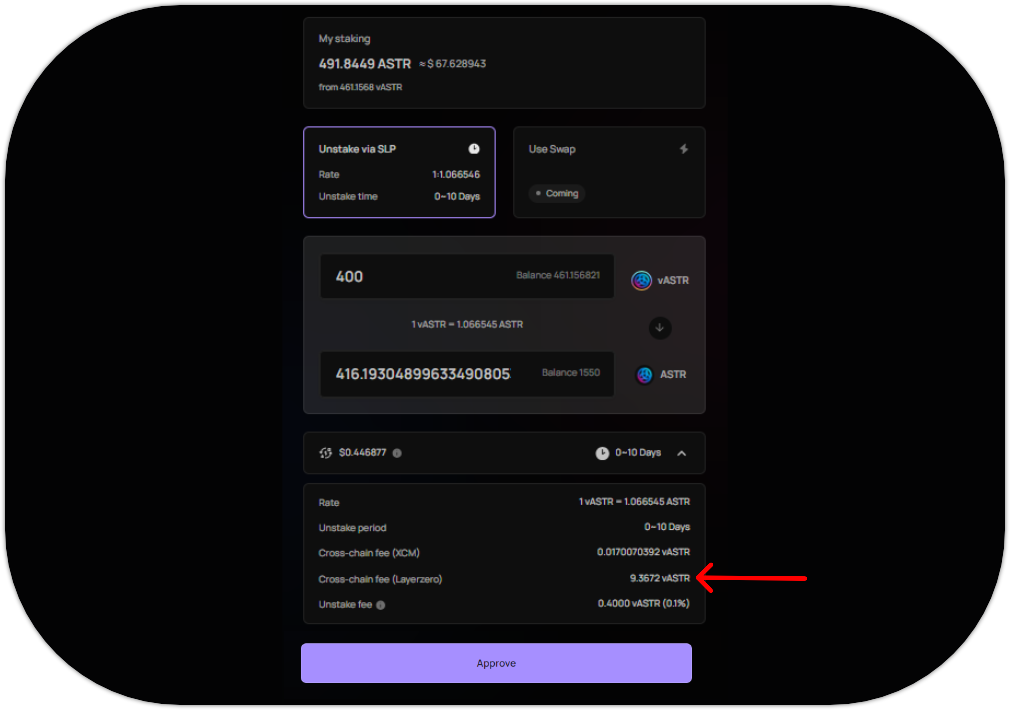 My staking
491.8449 ASTR ≈ $ 67.628943
from 461.1568 vASTR
Unstake via SLP
Rate 1:1.066546
Unstake time 0~10 Days
Use Swap
Coming
400 Balance 461.156821 vASTR
1 vASTR = 1.066545 ASTR
416.19304899633490805 Balance 1550 ASTR
$0.446877 0~10 Days
Rate 1 vASTR = 1.066545 ASTR
Unstake period 0~10 Days
Cross-chain fee (XCM) 0.0170070392 vASTR
Cross-chain fee (Layerzero) 9.3672 vASTR
Unstake fee 0.4000 vASTR (0.1%)
Approve